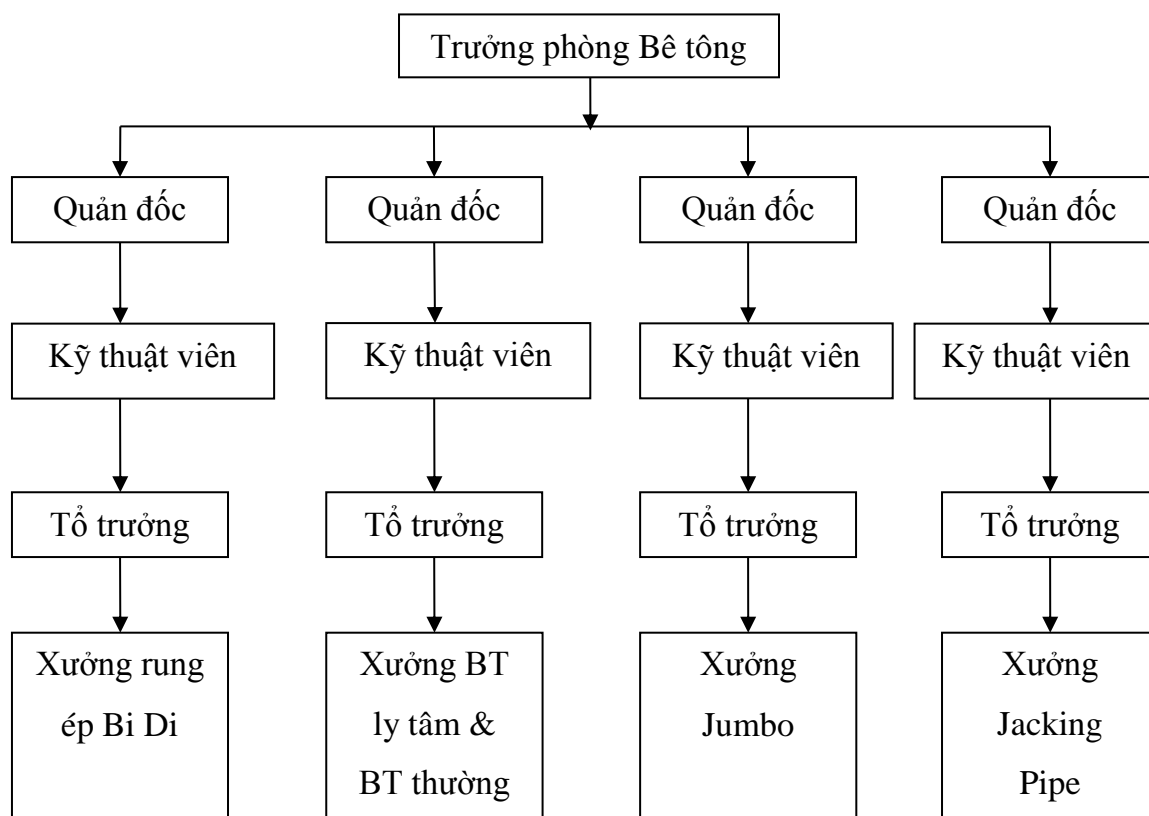 Trưởng phòng Bê tông
Quản đốc
Quản đốc
Quản đốc
Quản đốc
Kỹ thuật viên
Kỹ thuật viên
Kỹ thuật viên
Kỹ thuật viên
Tổ trưởng
Tổ trưởng
Tổ trưởng
Tổ trưởng
Xưởng rung
ép Bi Di
Xưởng BT
ly tâm &
BT thường
Xưởng
Jumbo
Xưởng
Jacking
Pipe